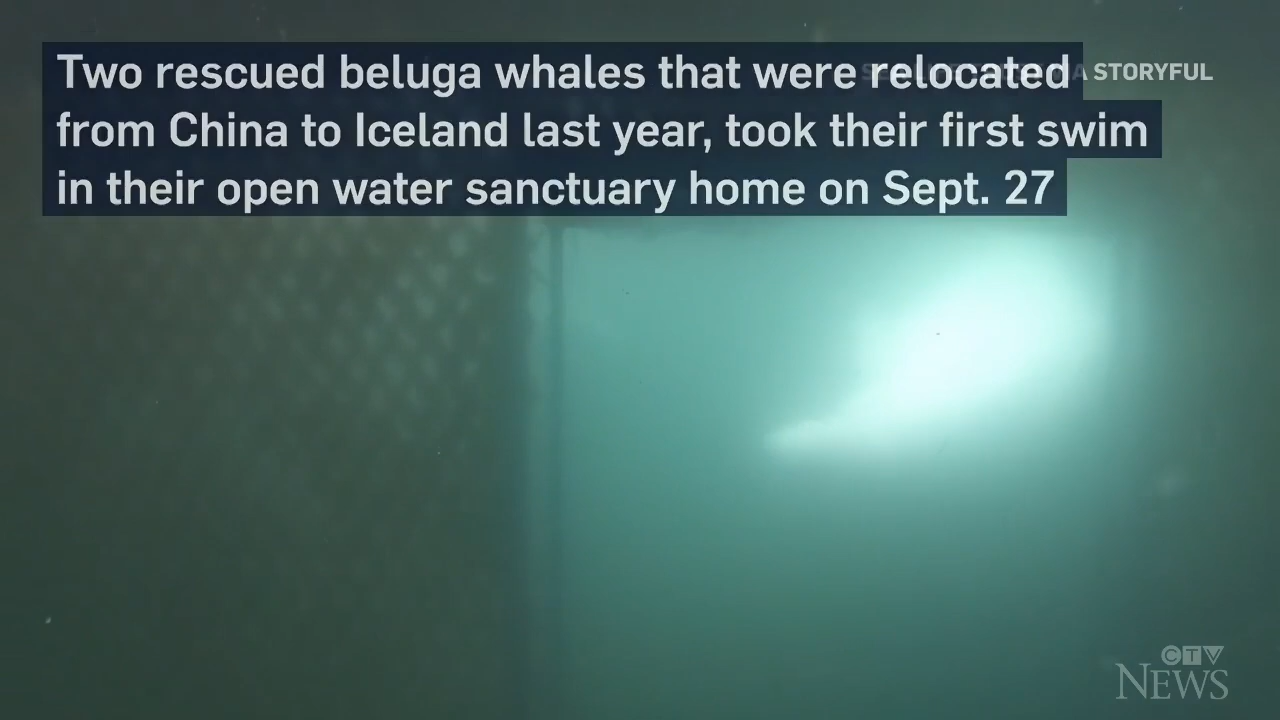 Two rescued beluga whales that were relocated
STORYFUL
from China to Iceland last year, took their first swim
in their open water sanctuary home on Sept. 27
CTV
NEWS